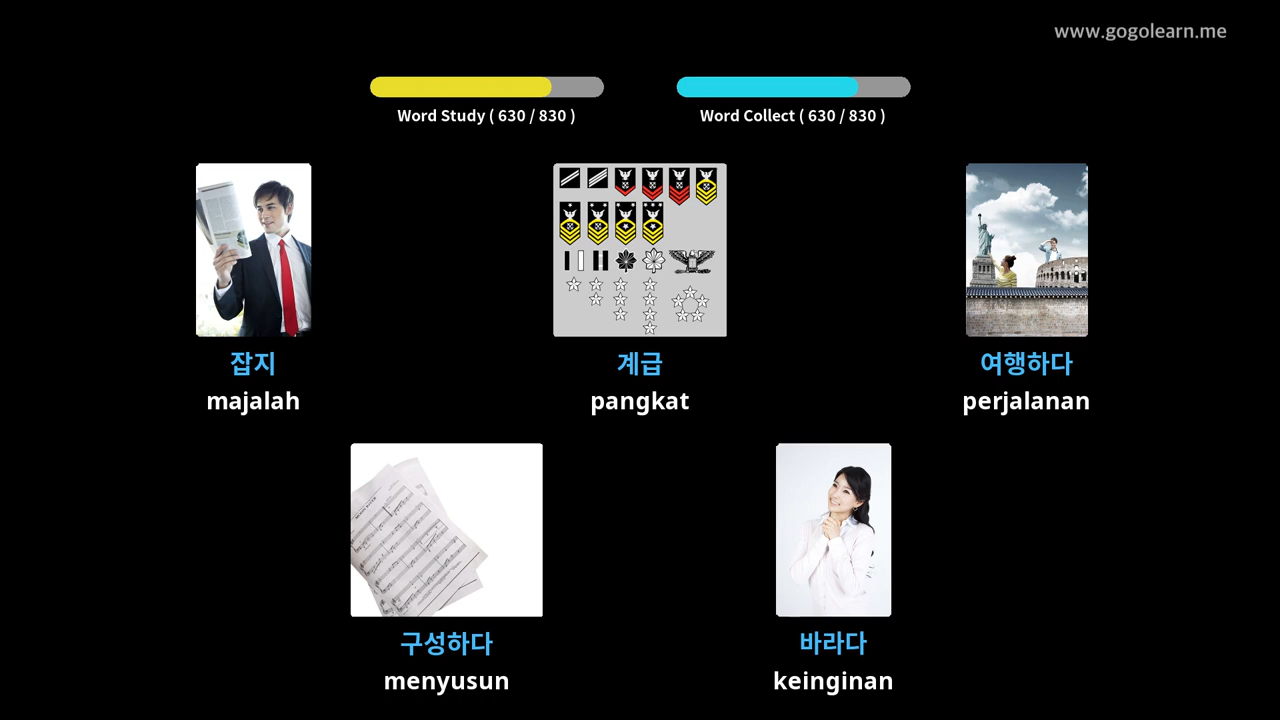 www.gogolearn.me
Word Study ( 630 / 830 )
Word Collect ( 630 / 830 )
잡지
majalah
계급
pangkat
여행하다
perjalanan
구성하다
menyusun
바라다
keinginan